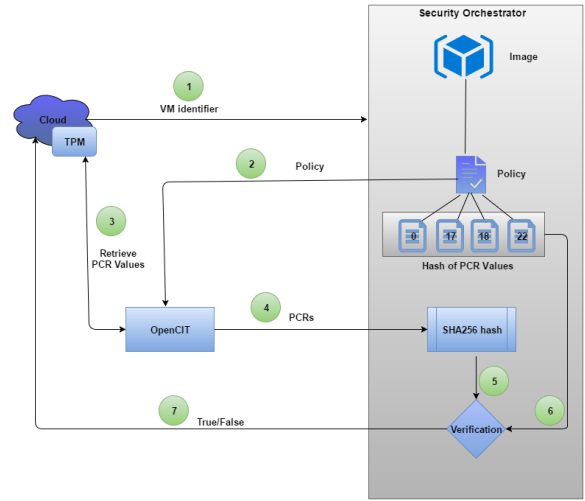 Security Orchestrator
Image
1
VM identifier
Cloud
TPM
2
Policy
Policy
3
Retrieve
PCR Values
0
17
18
22
Hash of PCR Values
4
PCRs
OpenCIT
SHA256 hash
5
6
7
True/False
Verification